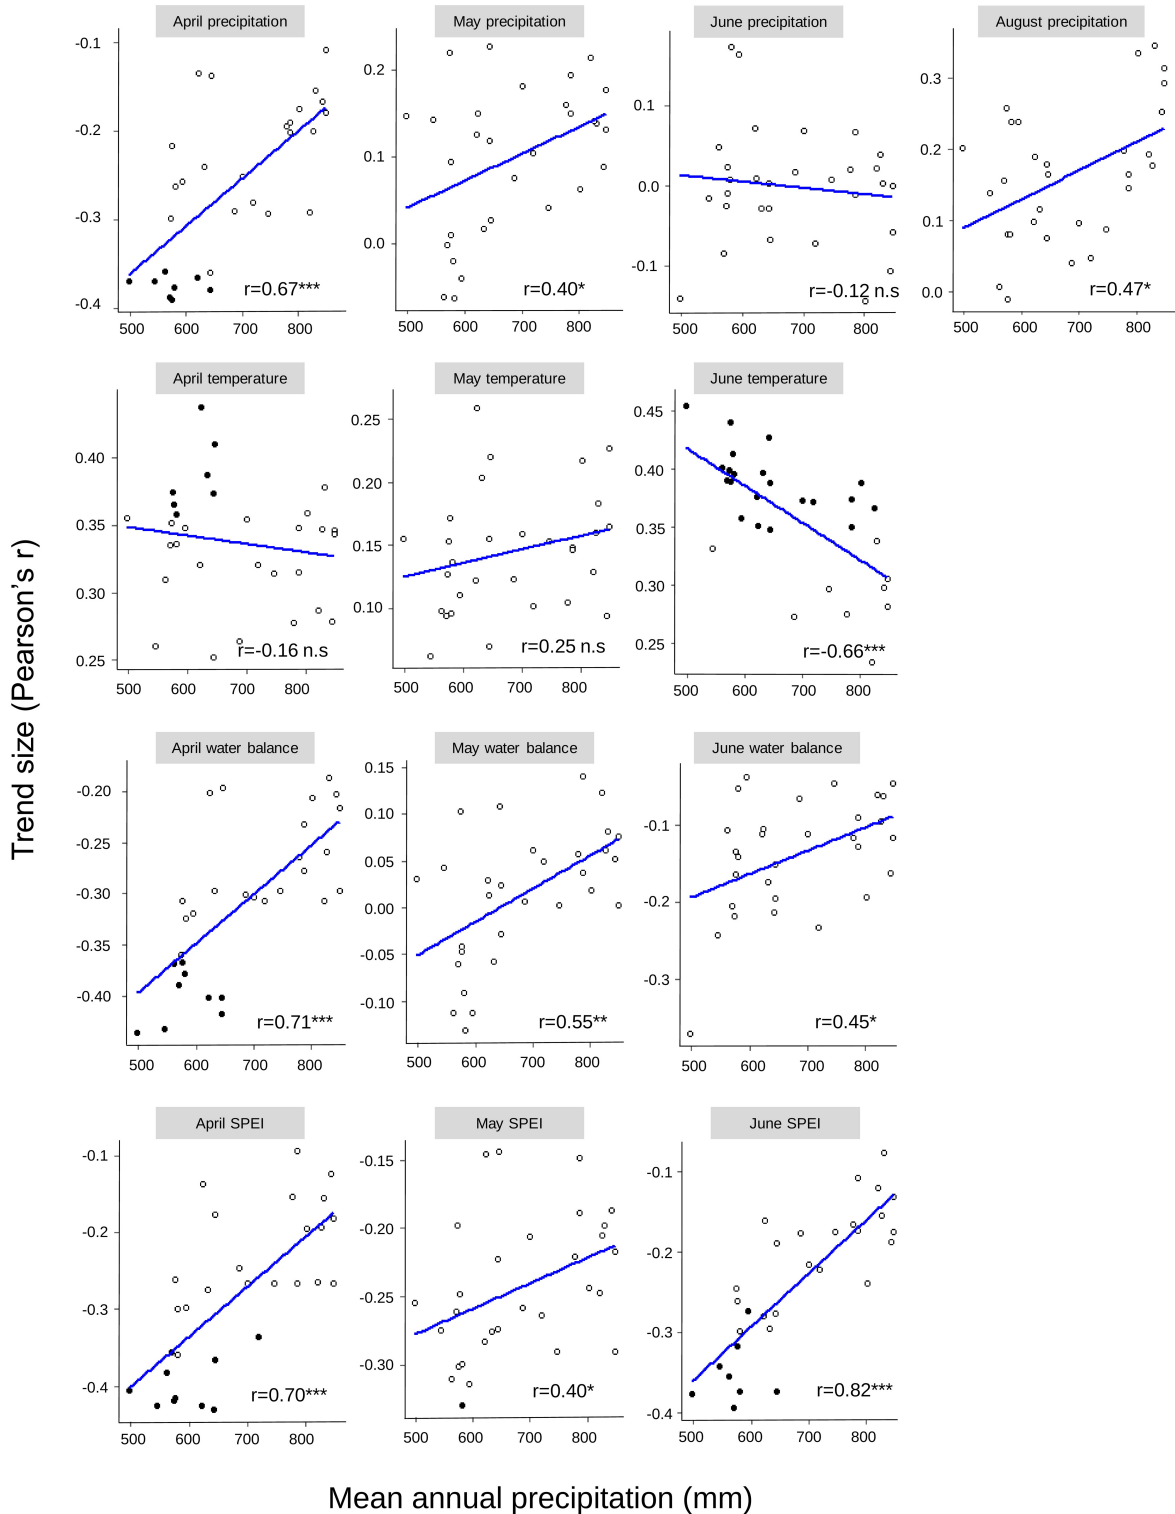 April precipitation
May precipitation
June precipitation
August precipitation
-0.1
-0.2
-0.3
-0.4
500 600 700 800
r=0.67***
0.2
0.1
0.0
500 600 700 800
r=0.40*
0.1
0.0
-0.1
500 600 700 800
r=-0.12 n.s
0.3
0.2
0.1
0.0
500 600 700 800
r=0.47*
April temperature
May temperature
June temperature
0.40
0.35
0.30
0.25
500 600 700 800
r=-0.16 n.s
0.25
0.20
0.15
0.10
500 600 700 800
r=0.25 n.s
0.45
0.40
0.35
0.30
0.25
500 600 700 800
r=-0.66***
Trend size (Pearson's r)
April water balance
May water balance
June water balance
-0.20
-0.25
-0.30
-0.35
-0.40
500 600 700 800
r=0.71***
0.15
0.10
0.05
0.00
-0.05
-0.10
500 600 700 800
r=0.55**
-0.1
-0.2
-0.3
500 600 700 800
r=0.45*
April SPEI
May SPEI
June SPEI
-0.1
-0.2
-0.3
-0.4
500 600 700 800
r=0.70***
-0.15
-0.20
-0.25
-0.30
500 600 700 800
r=0.40*
-0.1
-0.2
-0.3
-0.4
500 600 700 800
r=0.82***
Mean annual precipitation (mm)